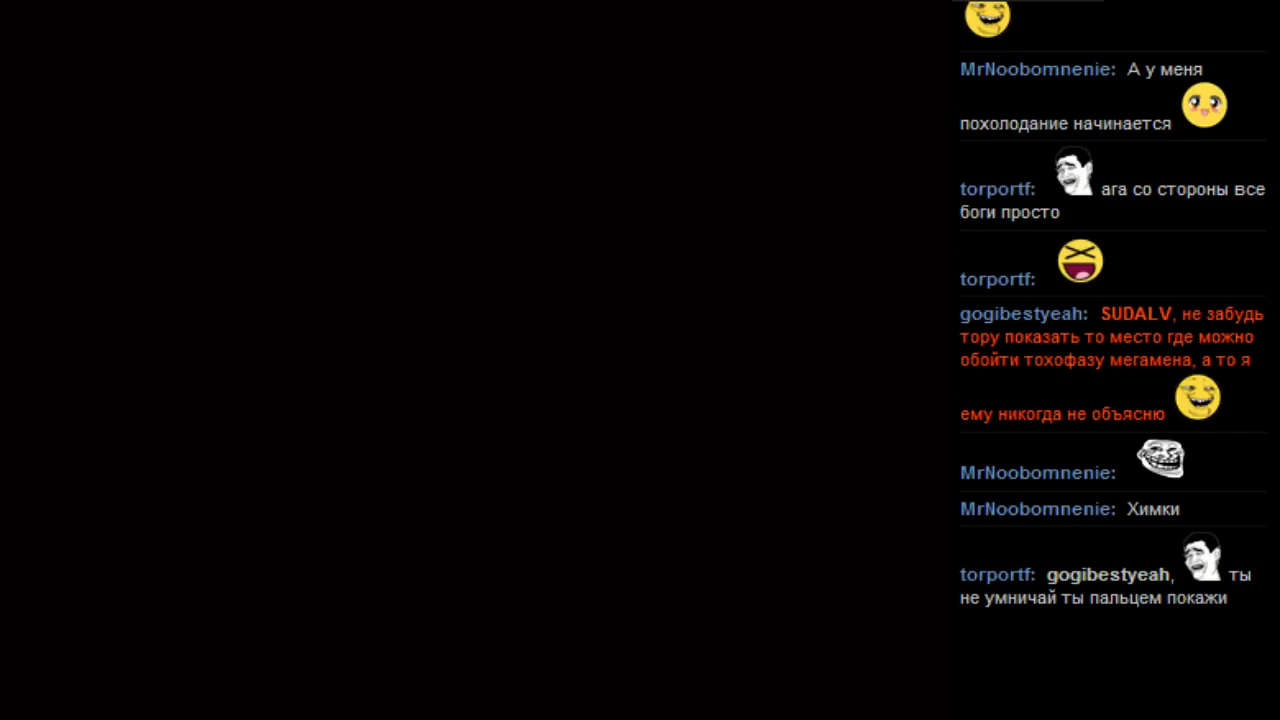 MrNoobomnenie: А у меня
похолодание начинается
torportf: ага со стороны все
боги просто
torportf:
gogibestyeah: SUDALV, не забудь
тору показать то место где можно
обойти тохофазу мегамена, а то я
ему никогда не объясню
MrNoobomnenie:
MrNoobomnenie: Химки
torportf: gogibestyeah, ты
не умничай ты пальцем покажи